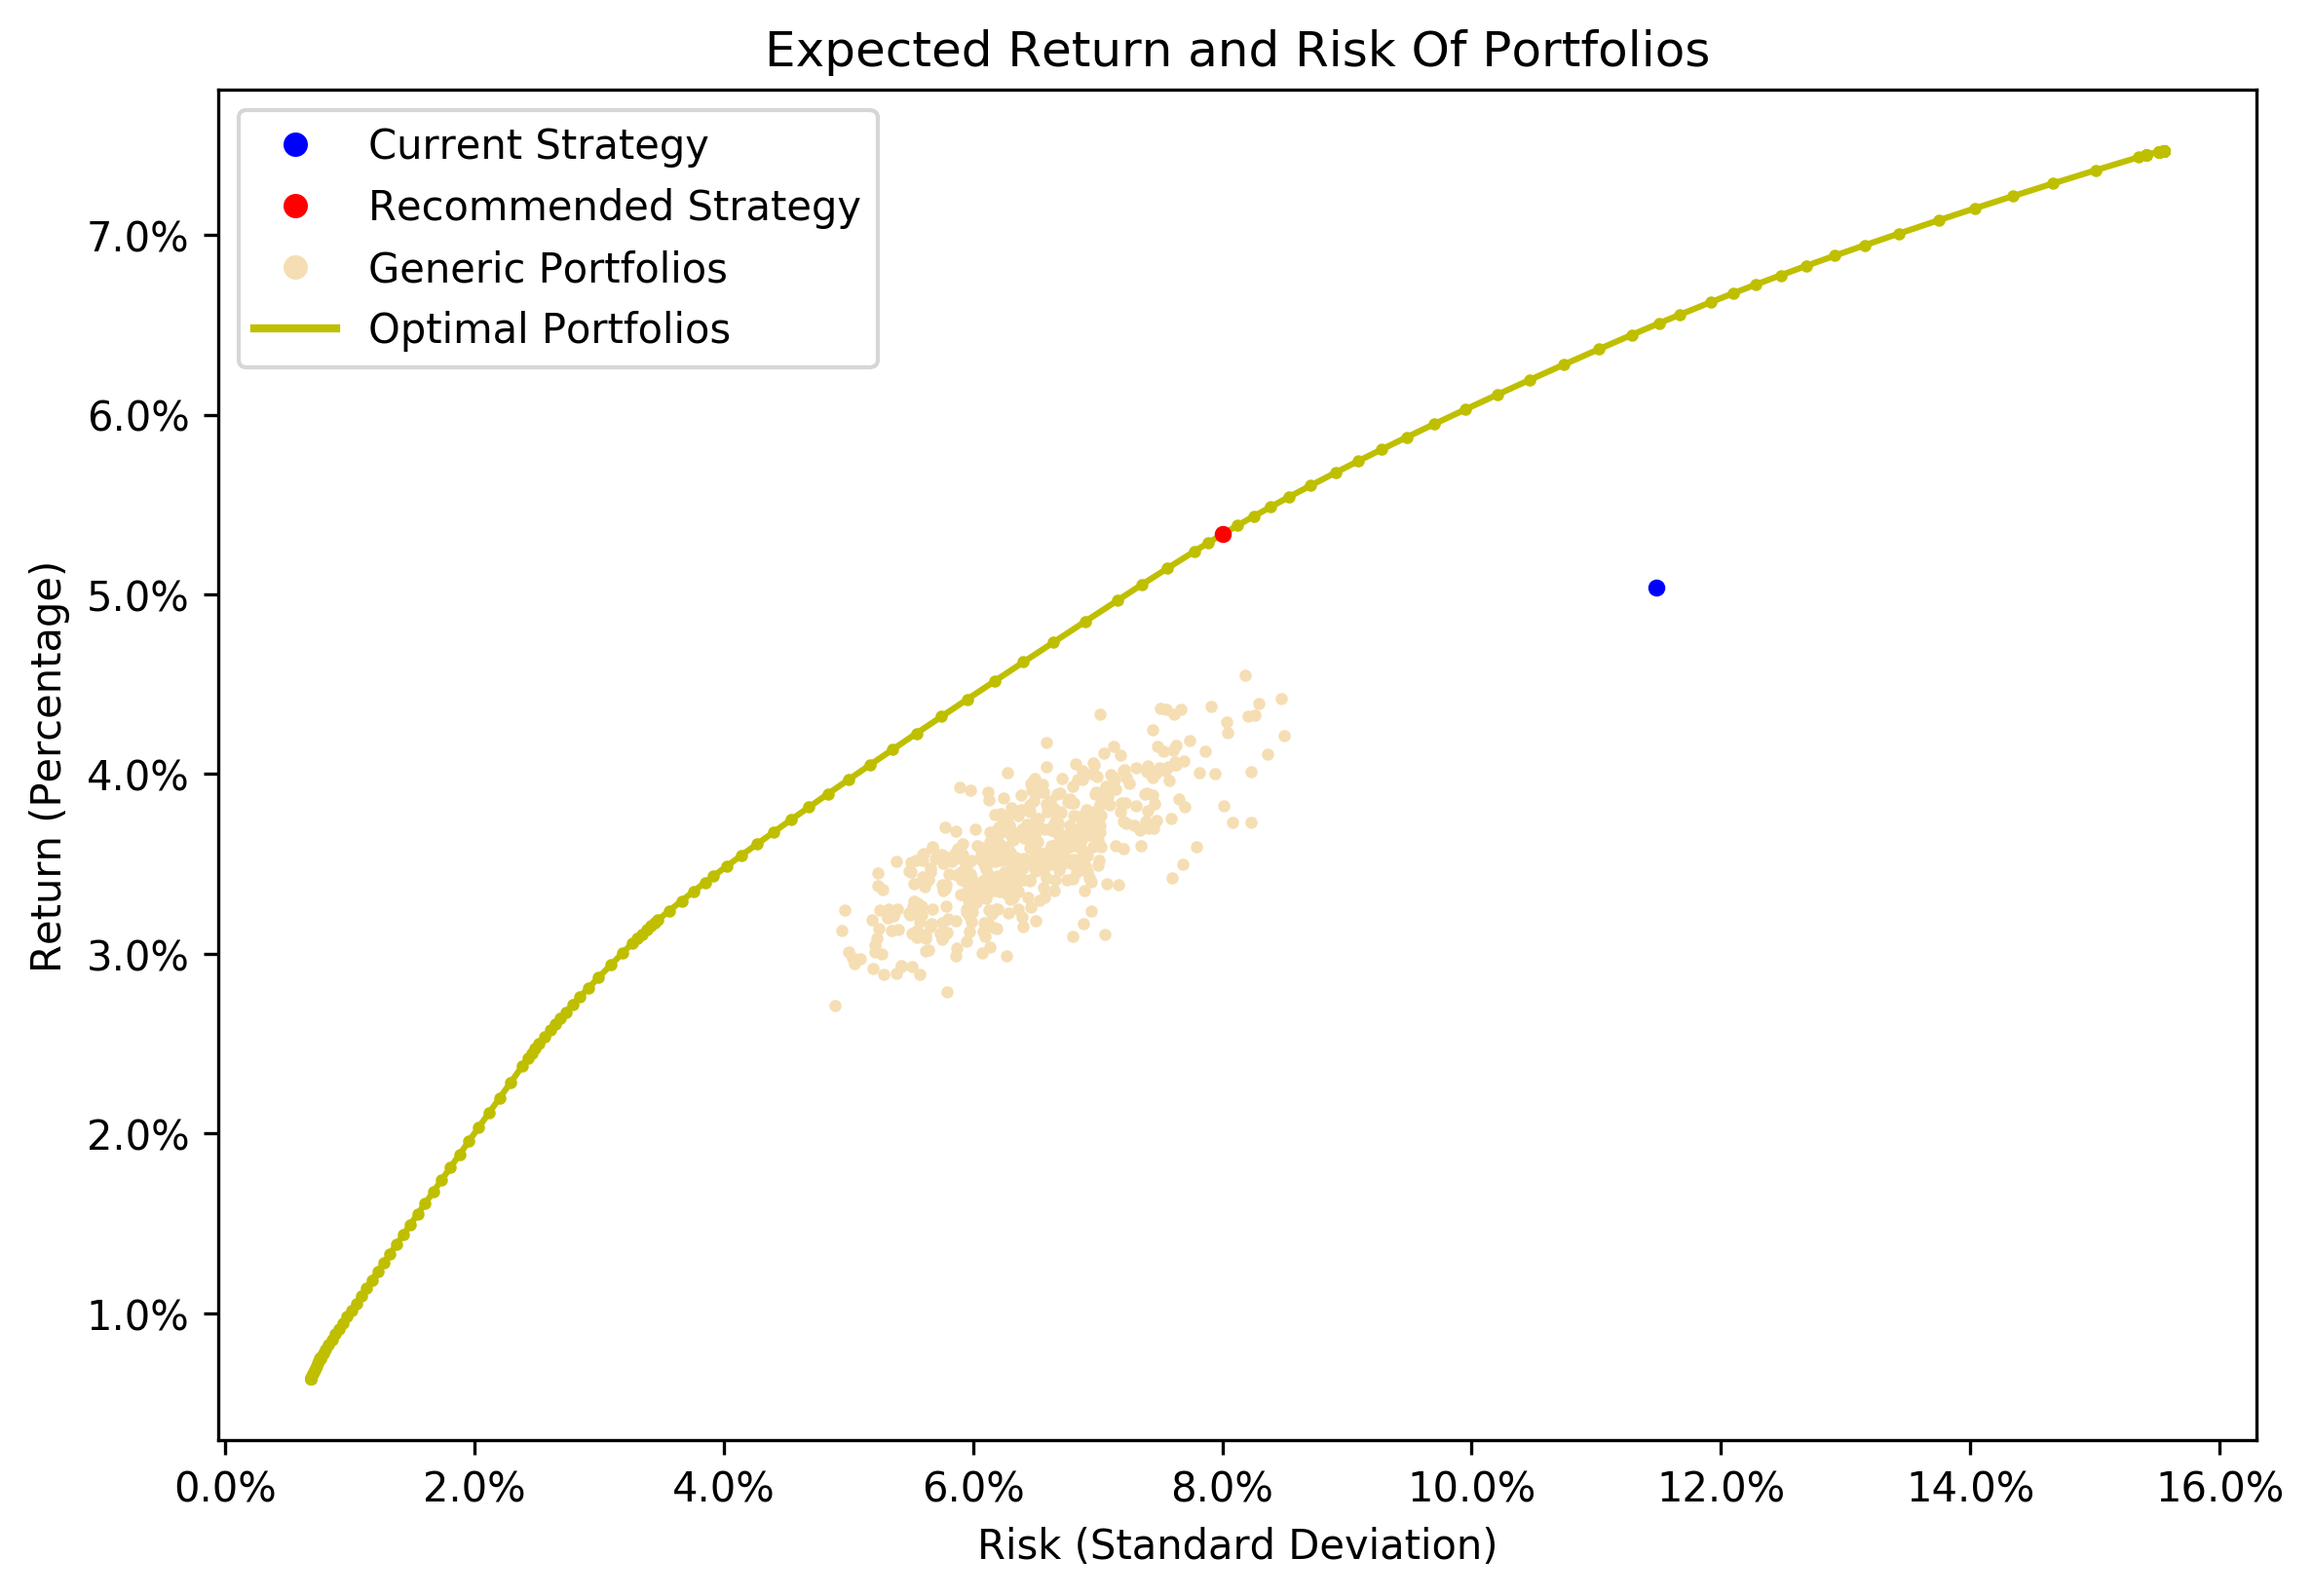 Expected Return and Risk Of Portfolios
Current Strategy
Recommended Strategy
Generic Portfolios
Optimal Portfolios
Return (Percentage)
7.0%
6.0%
5.0%
4.0%
3.0%
2.0%
1.0%
0.0% 2.0% 4.0% 6.0% 8.0% 10.0% 12.0% 14.0% 16.0%
Risk (Standard Deviation)